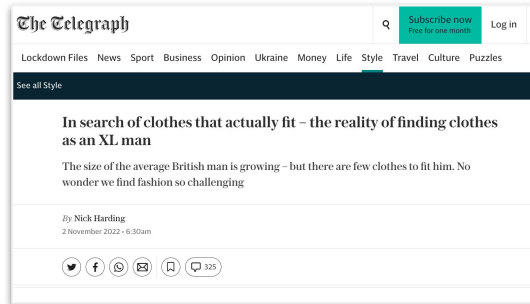 The Telegraph
Subscribe now
Free for one month
Log in
Lockdown Files News Sport Business Opinion Ukraine Money Life Style Travel Culture Puzzles
See all Style
In search of clothes that actually fit – the reality of finding clothes
as an XL man
The size of the average British man is growing – but there are few clothes to fit him. No
wonder we find fashion so challenging
By Nick Harding
2 November 2022 • 6:30am
325